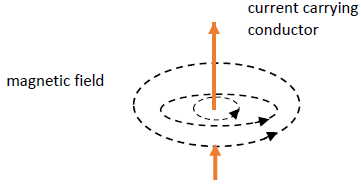 current carrying
conductor
magnetic field